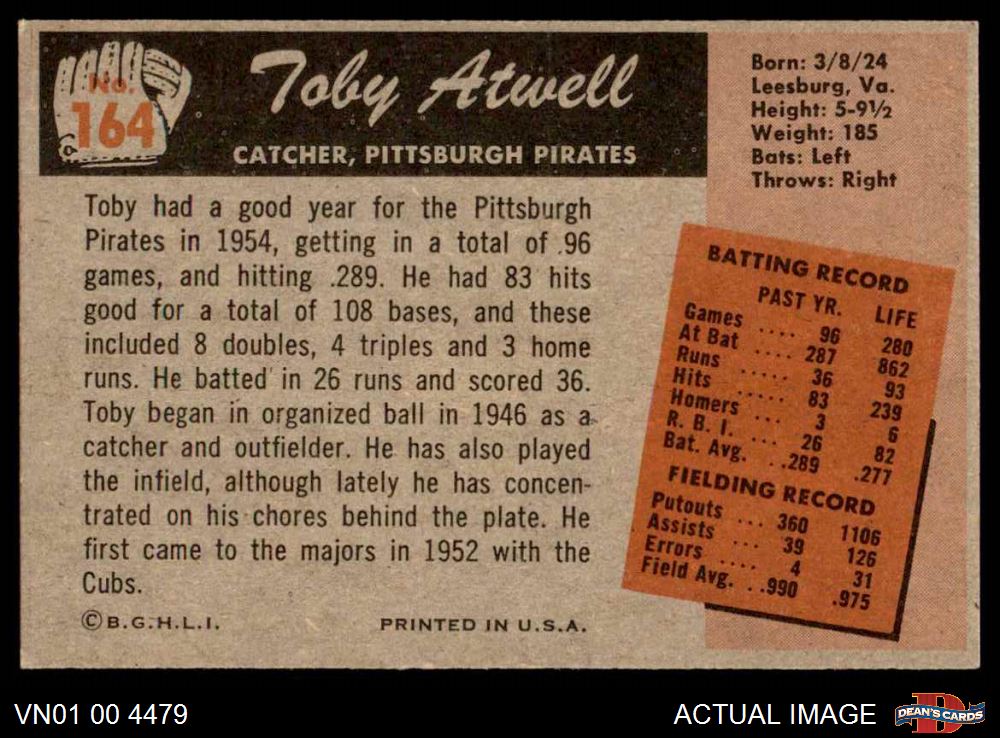 No.
164
Toby Atwell
CATCHER, PITTSBURGH PIRATES
Born: 3/8/24
Leesburg, Va.
Height: 5-9½
Weight: 185
Bats: Left
Throws: Right
Toby had a good year for the Pittsburgh
Pirates in 1954, getting in a total of 96
games, and hitting .289. He had 83 hits
good for a total of 108 bases, and these
included 8 doubles, 4 triples and 3 home
runs. He batted in 26 runs and scored 36.
Toby began in organized ball in 1946 as a
catcher and outfielder. He has also played
the infield, although lately he has concen-
trated on his chores behind the plate. He
first came to the majors in 1952 with the
Cubs.
©B.G.H.L.I. PRINTED IN U.S.A.
BATTING RECORD
PAST YR. LIFE
Games .... 96 280
At Bat .... 287 862
Runs ..... 36 93
Hits ..... 83 239
Homers ... 3 6
R. B. I. ... 26 82
Bat. Avg. ..289 .277
FIELDING RECORD
Putouts ... 360 1106
Assists ... 39 126
Errors .... 4 31
Field Avg. ..990 .975
VN01 00 4479
ACTUAL IMAGE
D
DEAN'S CARDS